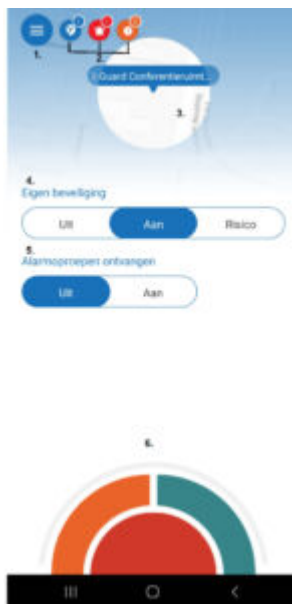 1.
2.
Guard Conferentieruimt...
3.
4.
Eigen beveiliging
Uit Aan Risico
5.
Alarmoproepen ontvangen
Uit Aan
6.